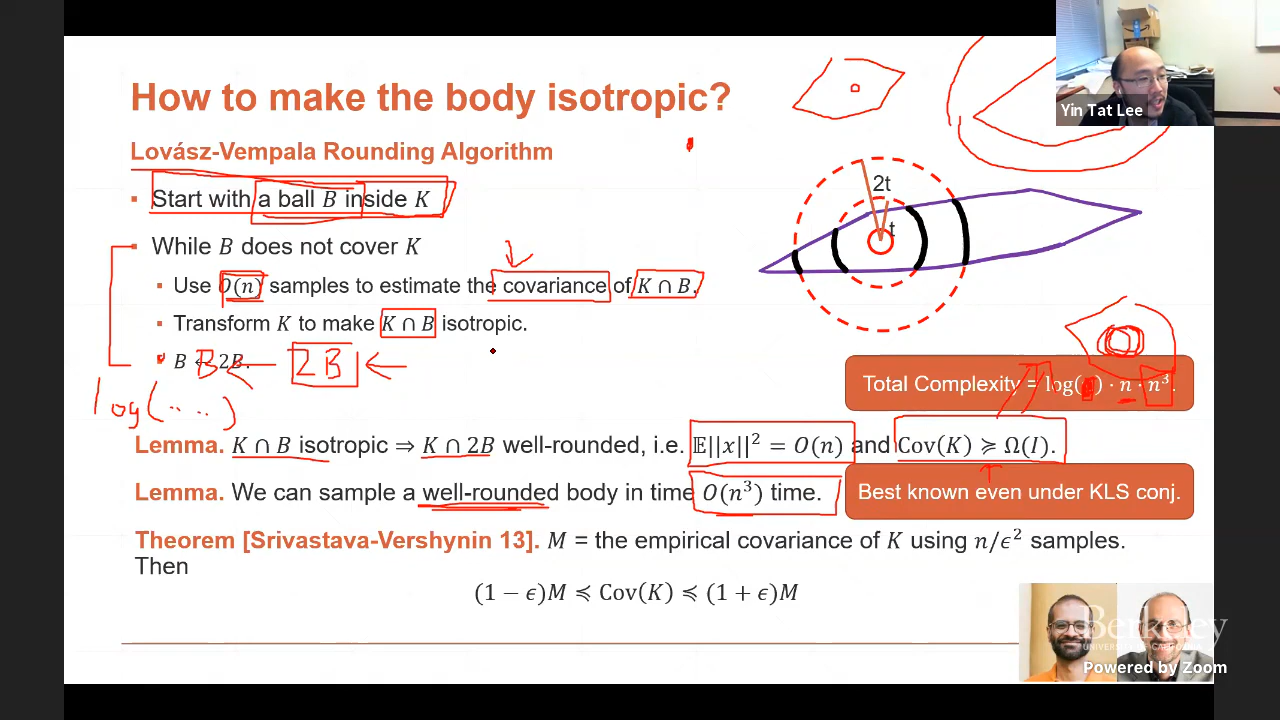 How to make the body isotropic?
Yin Tat Lee
Lovász-Vempala Rounding Algorithm
▪ Start with a ball B inside K
▪ While B does not cover K
▪ Use O(n) samples to estimate the covariance of K ∩ B.
▪ Transform K to make K ∩ B isotropic.
▪ B ← 2B.
B ← 2B ←
log(....)
2t
t
Total Complexity = log( ) · n · n³.
Lemma. K ∩ B isotropic ⇒ K ∩ 2B well-rounded, i.e. 𝔼||x||² = O(n) and Cov(K) ≽ Ω(I).
Lemma. We can sample a well-rounded body in time O(n³) time.
Best known even under KLS conj.
Theorem [Srivastava-Vershynin 13]. M = the empirical covariance of K using n/ϵ² samples.
Then
(1 − ϵ)M ≼ Cov(K) ≼ (1 + ϵ)M
Berkeley
UNIVERSITY OF CALIFORNIA
Powered by Zoom